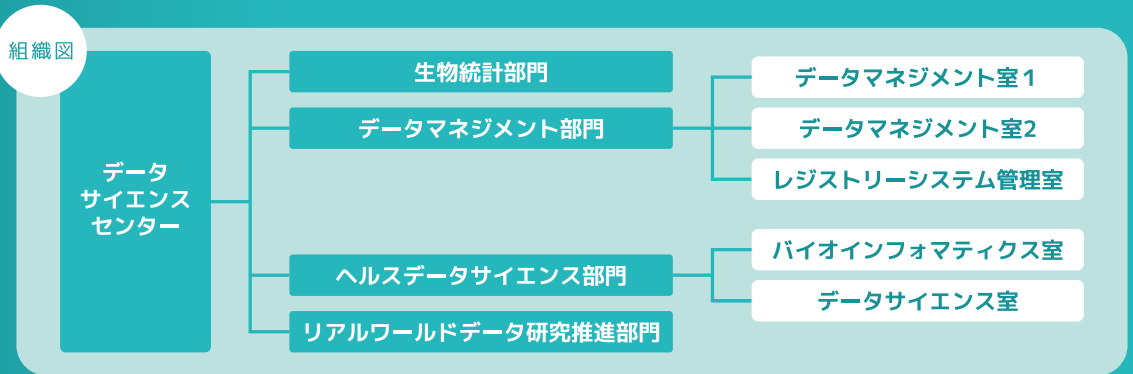 組織図
データ
サイエンス
センター
生物統計部門
データマネジメント部門
ヘルスデータサイエンス部門
リアルワールドデータ研究推進部門
データマネジメント室1
データマネジメント室2
レジストリーシステム管理室
バイオインフォマティクス室
データサイエンス室